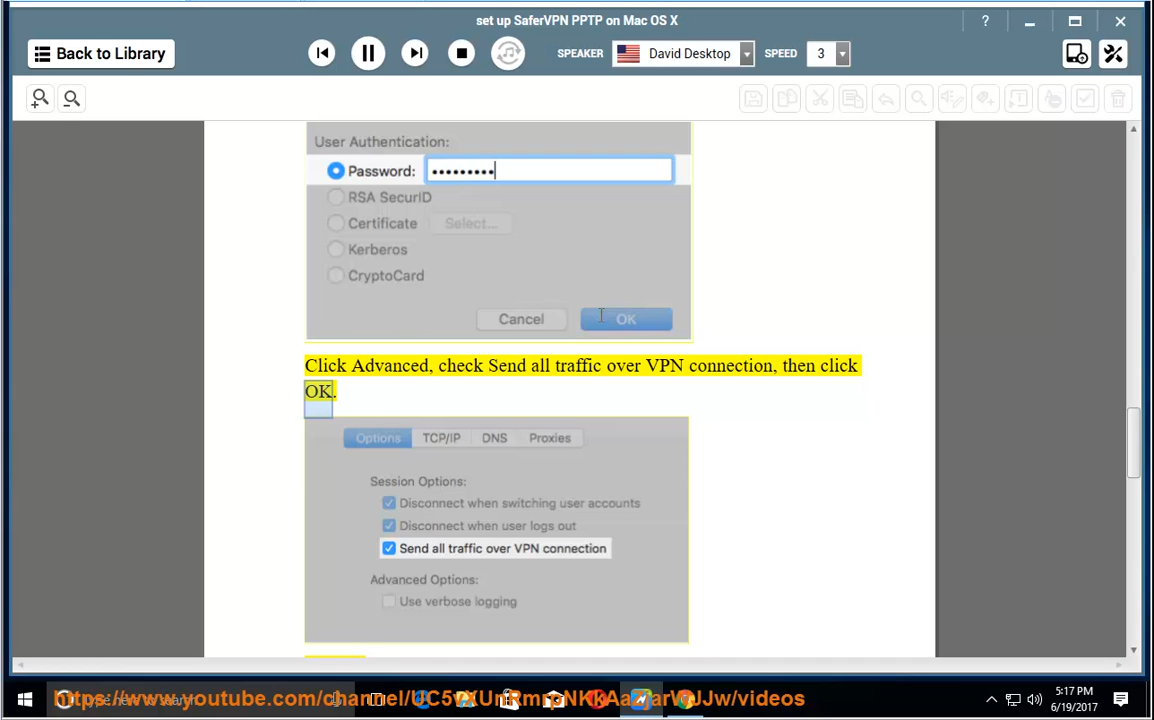 set up SaferVPN PPTP on Mac OS X
?
Back to Library
SPEAKER
David Desktop
SPEED
3
User Authentication:
Password: •••••••••
RSA SecurID
Certificate Select...
Kerberos
CryptoCard
Cancel OK
Click Advanced, check Send all traffic over VPN connection, then click
OK.
Options TCP/IP DNS Proxies
Session Options:
Disconnect when switching user accounts
Disconnect when user logs out
Send all traffic over VPN connection
Advanced Options:
Use verbose logging
5:17 PM
6/19/2017